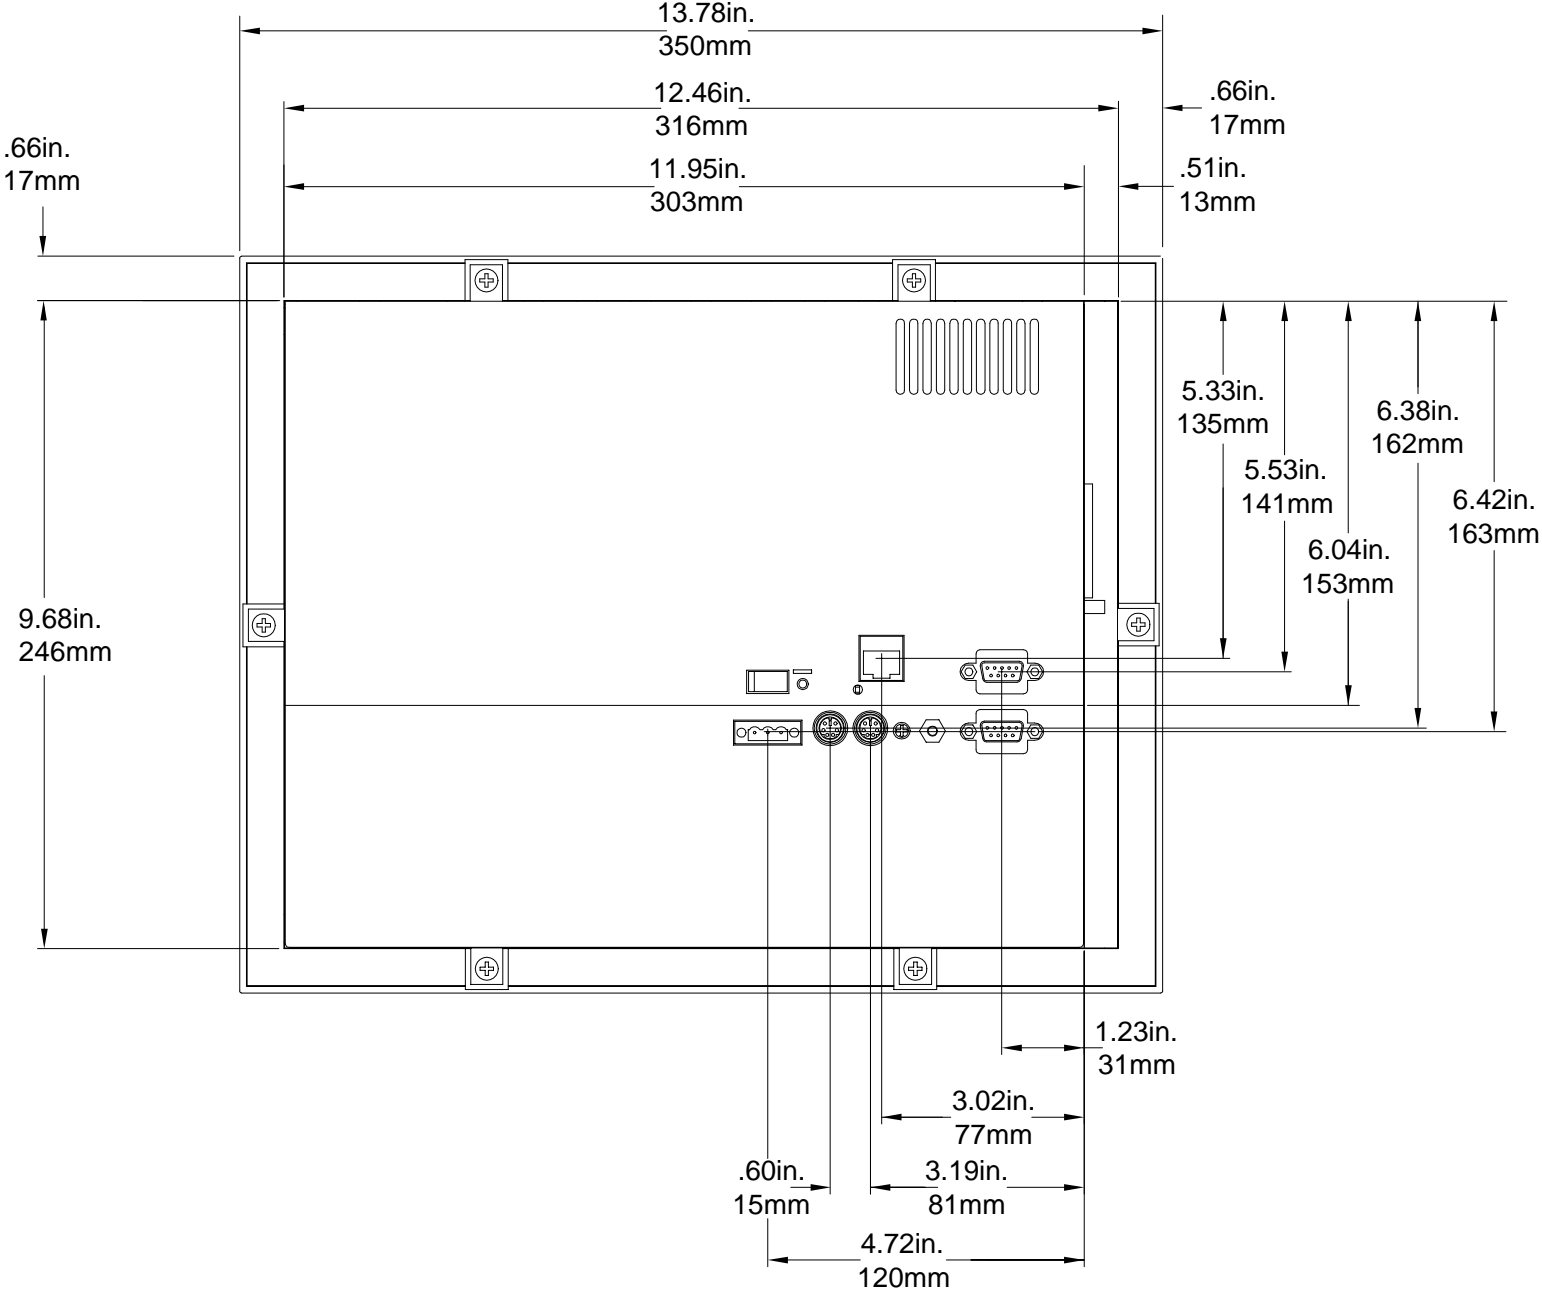 13.78in.
350mm
12.46in.
316mm
.66in.
17mm
.66in.
17mm
11.95in.
303mm
.51in.
13mm
5.33in.
135mm
6.38in.
162mm
5.53in.
141mm
6.42in.
163mm
6.04in.
153mm
9.68in.
246mm
1.23in.
31mm
3.02in.
77mm
.60in.
15mm
3.19in.
81mm
4.72in.
120mm